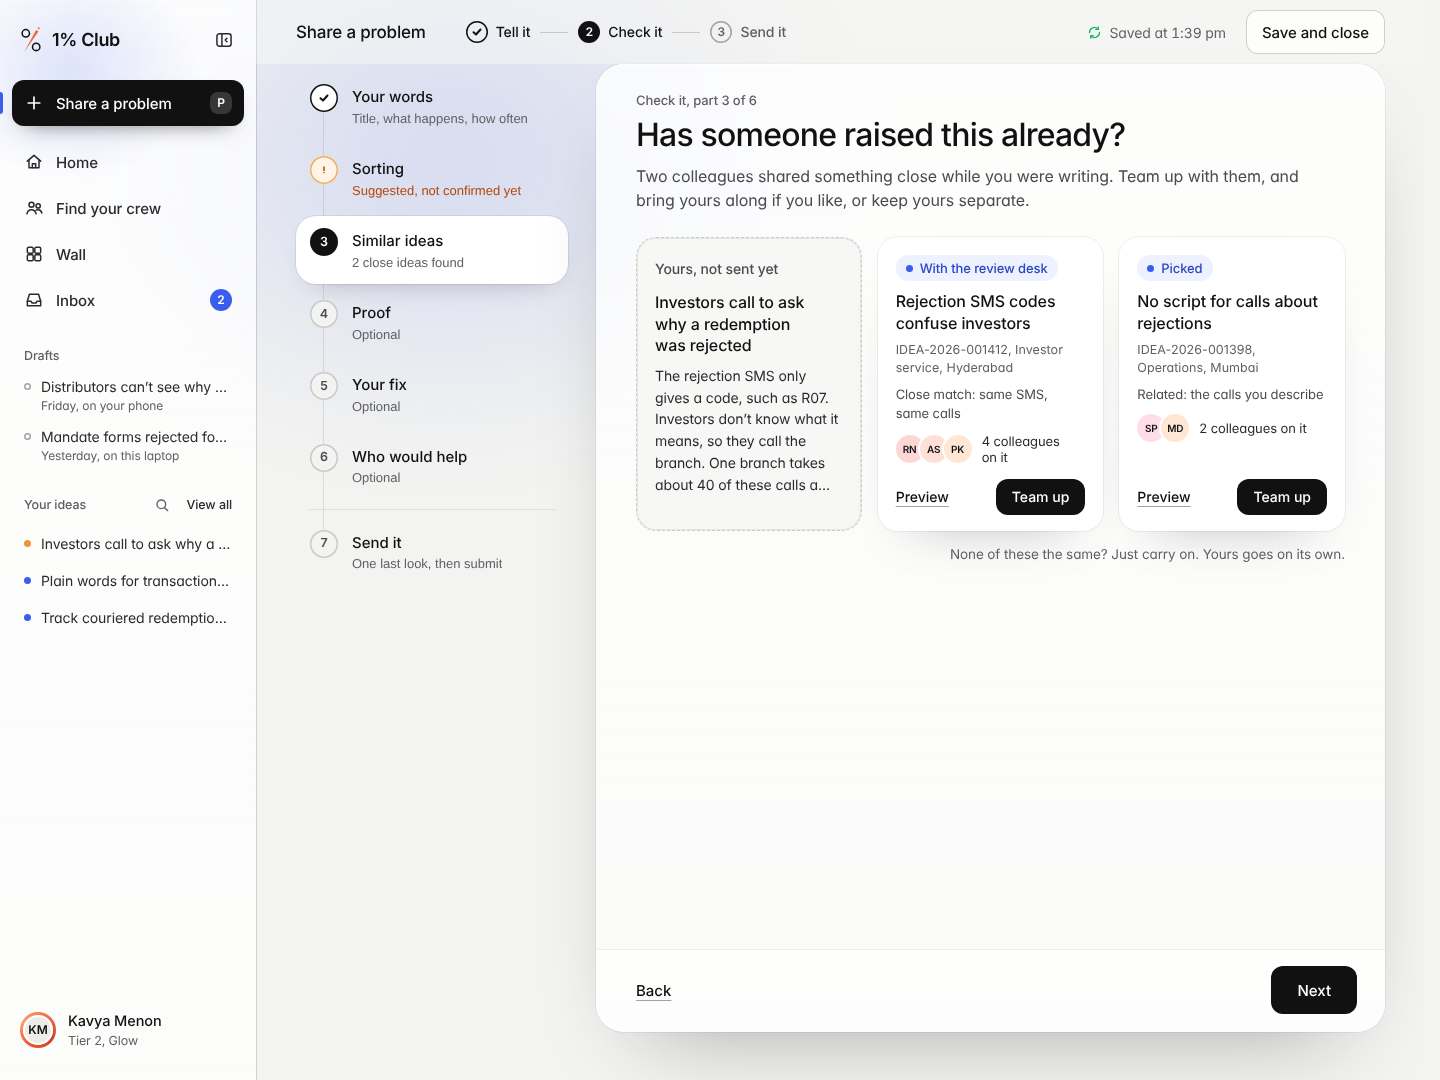 1% Club
Share a problem
P
Home
Find your crew
Wall
Inbox
2
Drafts
Distributors can't see why ...
Friday, on your phone
Mandate forms rejected fo...
Yesterday, on this laptop
Your ideas
View all
Investors call to ask why a ...
Plain words for transaction...
Track couriered redemptio...
KM
Kavya Menon
Tier 2, Glow
Share a problem
Tell it
2
Check it
3
Send it
Saved at 1:39 pm
Save and close
Your words
Title, what happens, how often
!
Sorting
Suggested, not confirmed yet
3
Similar ideas
2 close ideas found
4
Proof
Optional
5
Your fix
Optional
6
Who would help
Optional
7
Send it
One last look, then submit
Check it, part 3 of 6
Has someone raised this already?
Two colleagues shared something close while you were writing. Team up with them, and
bring yours along if you like, or keep yours separate.
Yours, not sent yet
Investors call to ask
why a redemption
was rejected
The rejection SMS only
gives a code, such as R07.
Investors don't know what it
means, so they call the
branch. One branch takes
about 40 of these calls a...
With the review desk
Rejection SMS codes
confuse investors
IDEA-2026-001412, Investor
service, Hyderabad
Close match: same SMS,
same calls
RN AS PK
4 colleagues
on it
Preview
Team up
Picked
No script for calls about
rejections
IDEA-2026-001398,
Operations, Mumbai
Related: the calls you describe
SP MD
2 colleagues on it
Preview
Team up
None of these the same? Just carry on. Yours goes on its own.
Back
Next